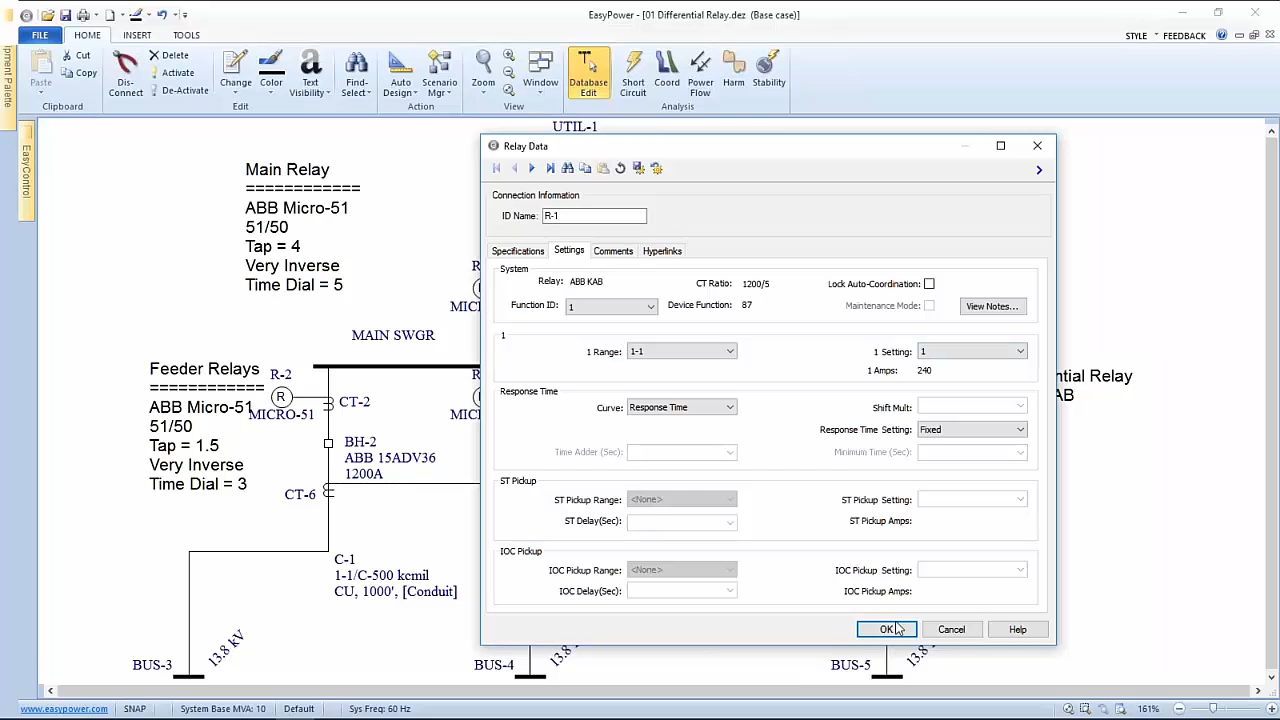 EasyPower - [01 Differential Relay.dez (Base case)]
FILE
HOME
INSERT
TOOLS
STYLE
FEEDBACK
Paste
Cut
Copy
Clipboard
Dis-
Connect
Delete
Activate
De-Activate
Change
Color
Text
Visibility
Edit
Find-
Select
Auto
Design
Scenario
Mgr
Action
Zoom
Window
View
Database
Edit
Short
Circuit
Coord
Power
Flow
Harm
Stability
Analysis
EasyControl
UTIL-1
Main Relay
============
ABB Micro-51
51/50
Tap = 4
Very Inverse
Time Dial = 5
MAIN SWGR
Feeder Relays
============
ABB Micro-51
51/50
Tap = 1.5
Very Inverse
Time Dial = 3
R-2
R
MICRO-51
CT-2
BH-2
ABB 15ADV36
1200A
CT-6
C-1
1-1/C-500 kcmil
CU, 1000', [Conduit]
BUS-3
13.8 kV
BUS-4
BUS-5
Relay Data
Connection Information
ID Name: R-1
Specifications
Settings
Comments
Hyperlinks
System
Relay: ABB KAB
CT Ratio: 1200/5
Lock Auto-Coordination:
Function ID: 1
Device Function: 87
Maintenance Mode:
View Notes...
1
1 Range: 1-1
1 Setting: 1
1 Amps: 240
Response Time
Curve: Response Time
Shift Mult:
Response Time Setting: Fixed
Time Adder (Sec):
Minimum Time (Sec):
ST Pickup
ST Pickup Range: <None>
ST Pickup Setting:
ST Delay(Sec):
ST Pickup Amps:
IOC Pickup
IOC Pickup Range: <None>
IOC Pickup Setting:
IOC Delay(Sec):
IOC Pickup Amps:
OK
Cancel
Help
www.easypower.com
SNAP
System Base MVA: 10
Default
Sys Freq: 60 Hz
161%